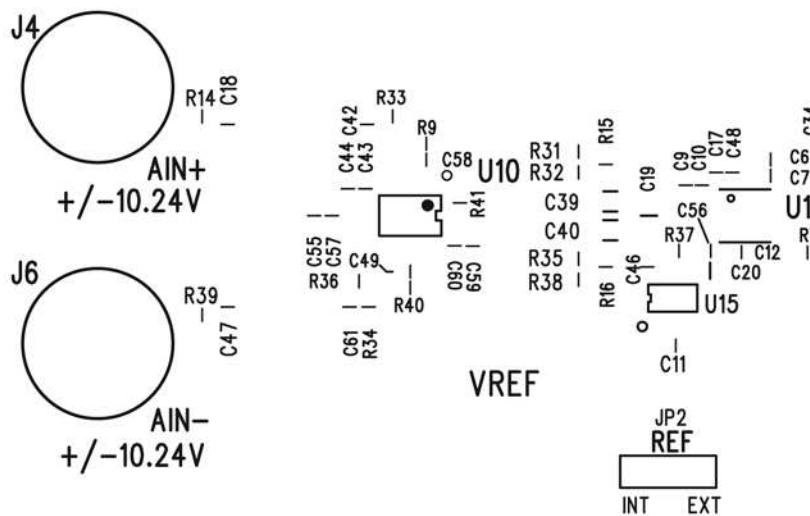 J4
R14
C18
AIN+
+/-10.24V
J6
R39
C47
AIN-
+/-10.24V
C42
R33
R9
C44
C43
C58
U10
R41
C55
C57
C49
R36
R40
C60
C59
C61
R34
R31
R32
R15
C39
C40
C19
R35
R38
R16
C46
C9
C10
C17
C48
C6
C7
C56
R37
C12
C20
U15
C11
VREF
JP2
REF
INT EXT